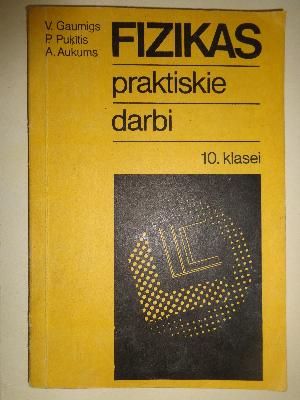 V. Gaumigs
P. Puķītis
A. Aukums
FIZIKAS
praktiskie
darbi
10. klasei